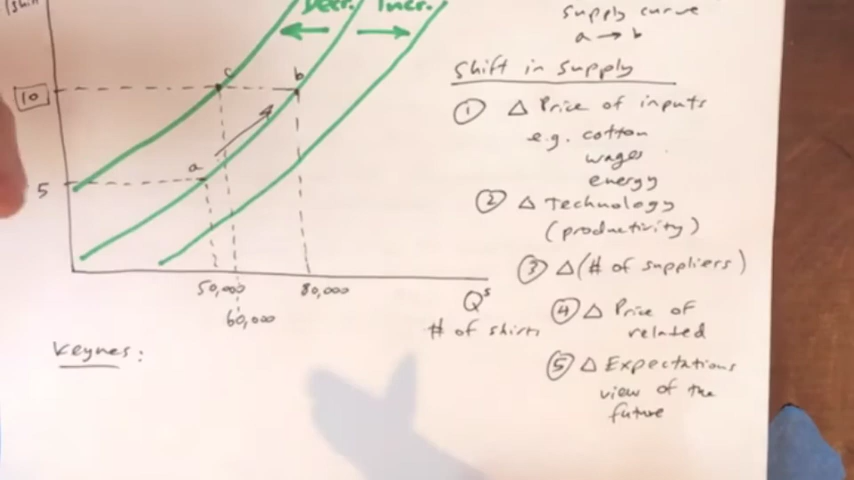 Decr. Incr.
supply curve
a → b
Shift in Supply
10
c
b
① Δ Price of inputs
e.g. cotton
wages
energy
a
5
② Δ Technology
(productivity)
③ Δ(# of suppliers)
50,000
80,000
Qˢ
60,000
# of shirts
④ Δ Price of
related
Keynes:
⑤ Δ Expectations
view of the
future